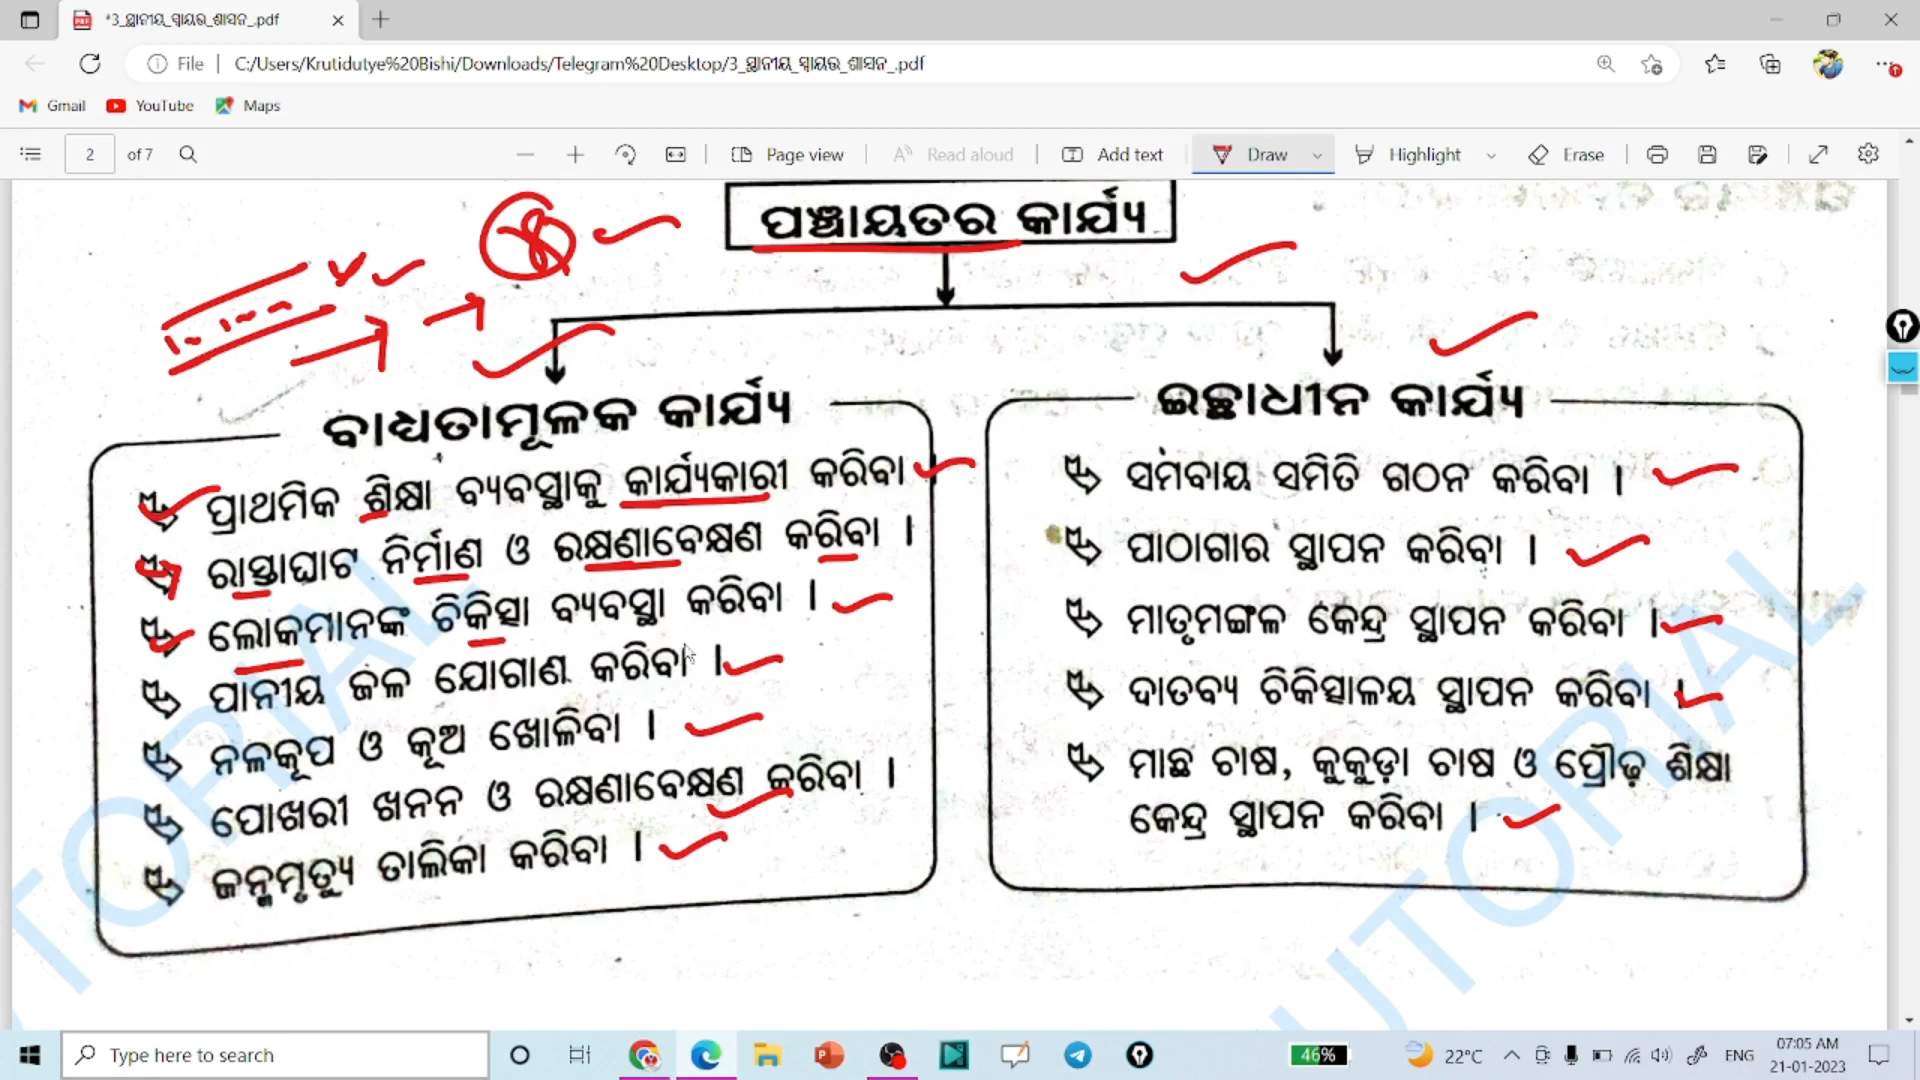 *3_ସ୍ଥାନୀୟ_ସ୍ୱାୟତ୍ତ_ଶାସନ_.pdf
File
C:/Users/Krutidutye%20Bishi/Downloads/Telegram%20Desktop/3_ସ୍ଥାନୀୟ_ସ୍ୱାୟତ୍ତ_ଶାସନ_.pdf
Gmail YouTube Maps
2 of 7 Page view Read aloud Add text Draw Highlight Erase
ପଞ୍ଚାୟତର କାର୍ଯ୍ୟ
ବାଧ୍ୟତାମୂଳକ କାର୍ଯ୍ୟ
ପ୍ରାଥମିକ ଶିକ୍ଷା ବ୍ୟବସ୍ଥାକୁ କାର୍ଯ୍ୟକାରୀ କରିବା ।
ରାସ୍ତାଘାଟ ନିର୍ମାଣ ଓ ରକ୍ଷଣାବେକ୍ଷଣ କରିବା ।
ଲୋକମାନଙ୍କ ଚିକିତ୍ସା ବ୍ୟବସ୍ଥା କରିବା ।
ପାନୀୟ ଜଳ ଯୋଗାଣ କରିବା ।
ନଳକୂପ ଓ କୂଅ ଖୋଳିବା ।
ପୋଖରୀ ଖନନ ଓ ରକ୍ଷଣାବେକ୍ଷଣ କରିବା ।
ଜନ୍ମମୃତ୍ୟୁ ତାଲିକା କରିବା ।
ଇଚ୍ଛାଧୀନ କାର୍ଯ୍ୟ
ସମବାୟ ସମିତି ଗଠନ କରିବା ।
ପାଠାଗାର ସ୍ଥାପନ କରିବା ।
ମାତୃମଙ୍ଗଳ କେନ୍ଦ୍ର ସ୍ଥାପନ କରିବା ।
ଦାତବ୍ୟ ଚିକିତ୍ସାଳୟ ସ୍ଥାପନ କରିବା ।
ମାଛ ଚାଷ, କୁକୁଡ଼ା ଚାଷ ଓ ପ୍ରୌଢ଼ ଶିକ୍ଷା
କେନ୍ଦ୍ର ସ୍ଥାପନ କରିବା ।
TUTORIAL
TUTORIAL
Type here to search
46%
22°C
ENG
07:05 AM
21-01-2023